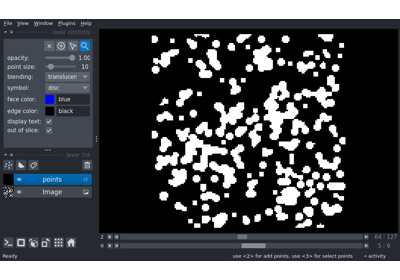 File View Window Plugins Help
layer controls
opacity: 1.00
point size: 10
blending: translucen
symbol: disc
face color: blue
edge color: black
display text:
out of slice:
layer list
points
Image
2 64 127
0 5 9
Ready use <2> for add points, use <3> for select points activity